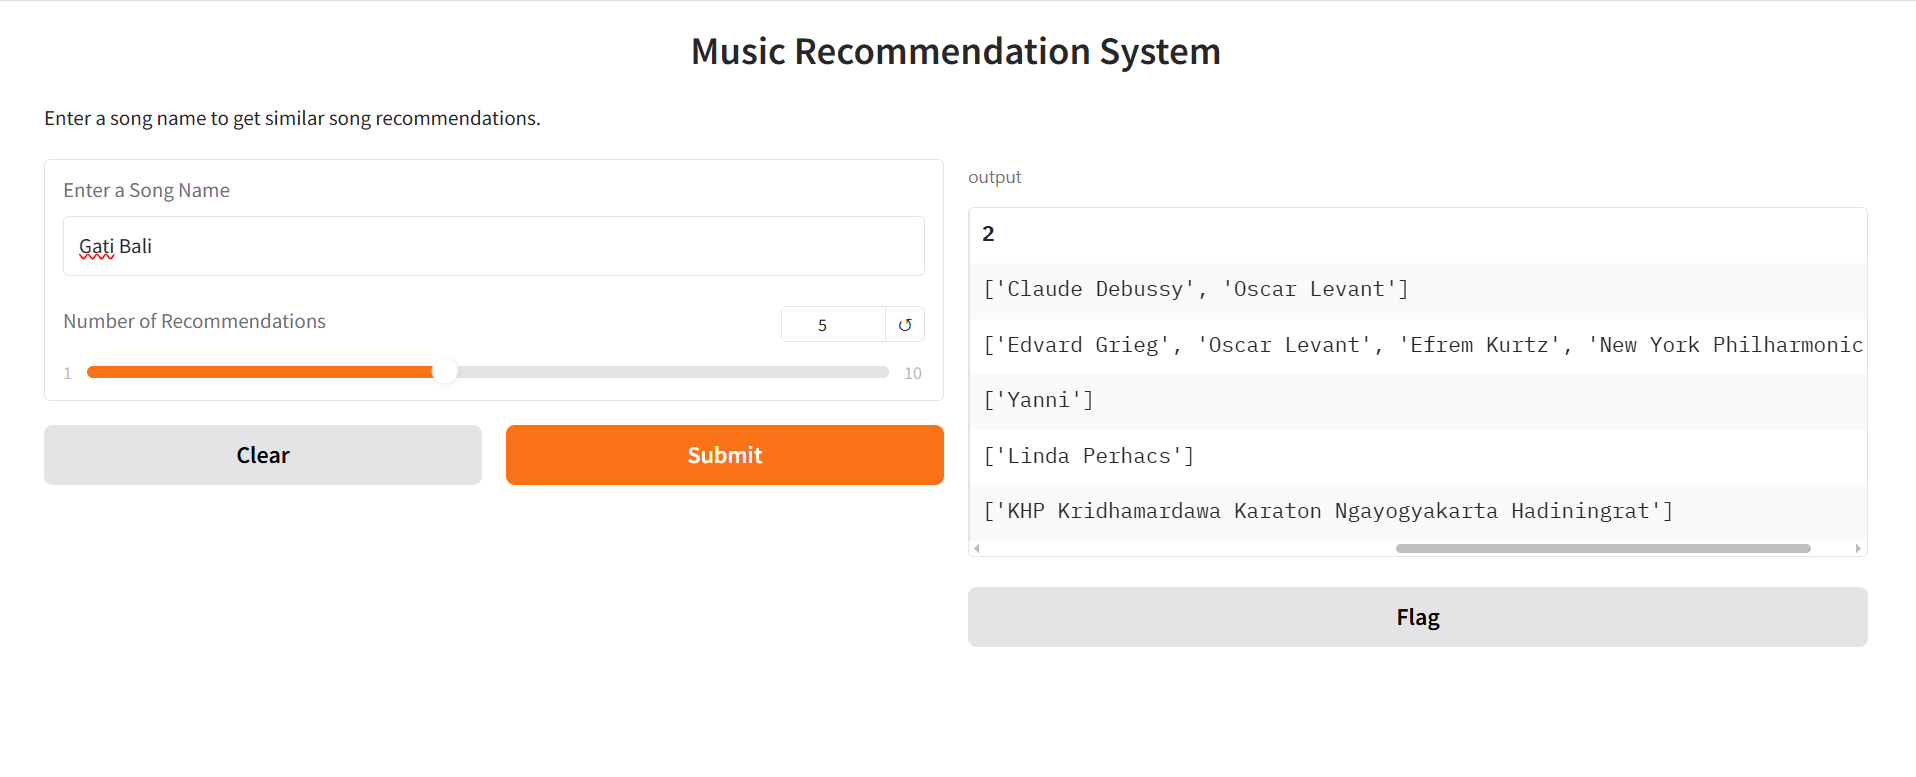 Music Recommendation System
Enter a song name to get similar song recommendations.
Enter a Song Name
Gati Bali
Number of Recommendations
5
↺
1
10
Clear
Submit
output
2
['Claude Debussy', 'Oscar Levant']
['Edvard Grieg', 'Oscar Levant', 'Efrem Kurtz', 'New York Philharmonic
['Yanni']
['Linda Perhacs']
['KHP Kridhamardawa Karaton Ngayogyakarta Hadiningrat']
Flag